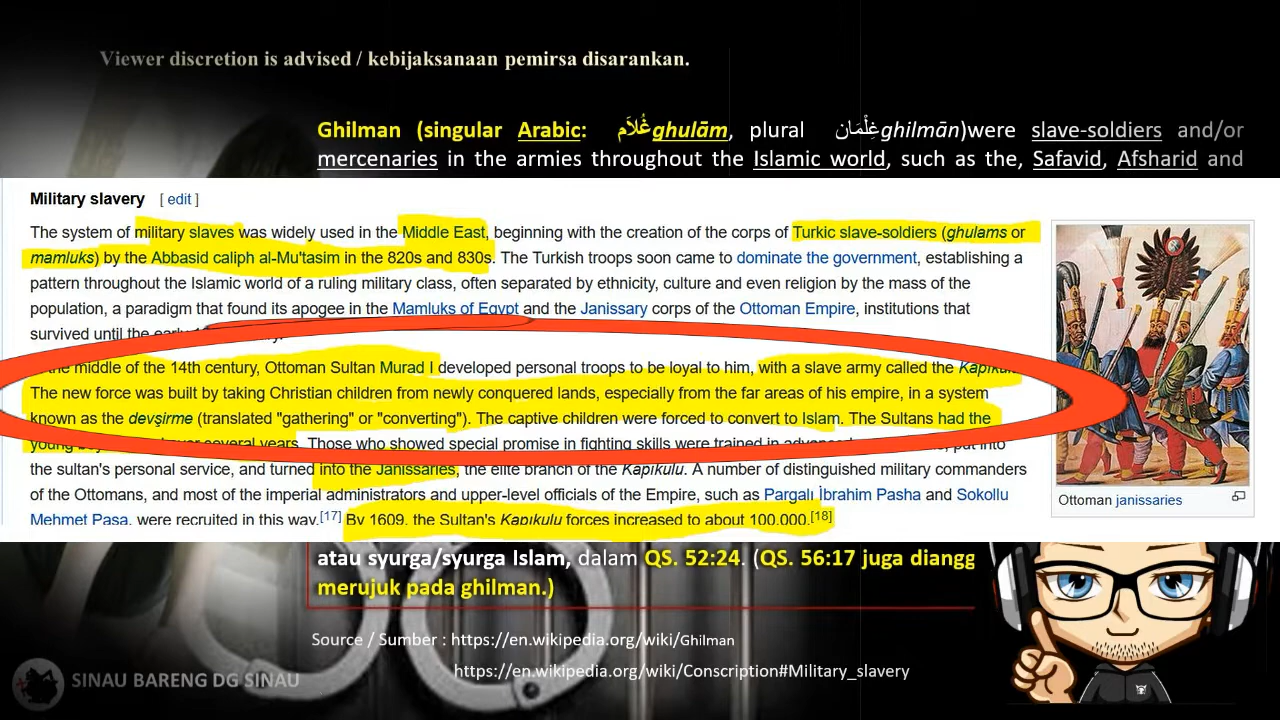 Viewer discretion is advised / kebijaksanaan pemirsa disarankan.
Ghilman (singular Arabic: غُلاَم ghulām, plural غِلْمَان ghilmān)were slave-soldiers and/or
mercenaries in the armies throughout the Islamic world, such as the, Safavid, Afsharid and
Military slavery [ edit ]
The system of military slaves was widely used in the Middle East, beginning with the creation of the corps of Turkic slave-soldiers (ghulams or
mamluks) by the Abbasid caliph al-Mu'tasim in the 820s and 830s. The Turkish troops soon came to dominate the government, establishing a
pattern throughout the Islamic world of a ruling military class, often separated by ethnicity, culture and even religion by the mass of the
population, a paradigm that found its apogee in the Mamluks of Egypt and the Janissary corps of the Ottoman Empire, institutions that
survived until the early
the middle of the 14th century, Ottoman Sultan Murad I developed personal troops to be loyal to him, with a slave army called the
The new force was built by taking Christian children from newly conquered lands, especially from the far areas of his empire, in a system
known as the devşirme (translated "gathering" or "converting"). The captive children were forced to convert to Islam. The Sultans had the
young over several years. Those who showed special promise in fighting skills were trained in put into
the sultan's personal service, and turned into the Janissaries, the elite branch of the Kapıkulu. A number of distinguished military commanders
of the Ottomans, and most of the imperial administrators and upper-level officials of the Empire, such as Pargalı İbrahim Pasha and Sokollu
Mehmet Paşa, were recruited in this way.[17] By 1609, the Sultan's Kapıkulu forces increased to about 100,000.[18]
Ottoman janissaries
atau syurga/syurga Islam, dalam QS. 52:24. (QS. 56:17 juga diangg
merujuk pada ghilman.)
Source / Sumber : https://en.wikipedia.org/wiki/Ghilman
https://en.wikipedia.org/wiki/Conscription#Military_slavery
SINAU BARENG DG SINAU